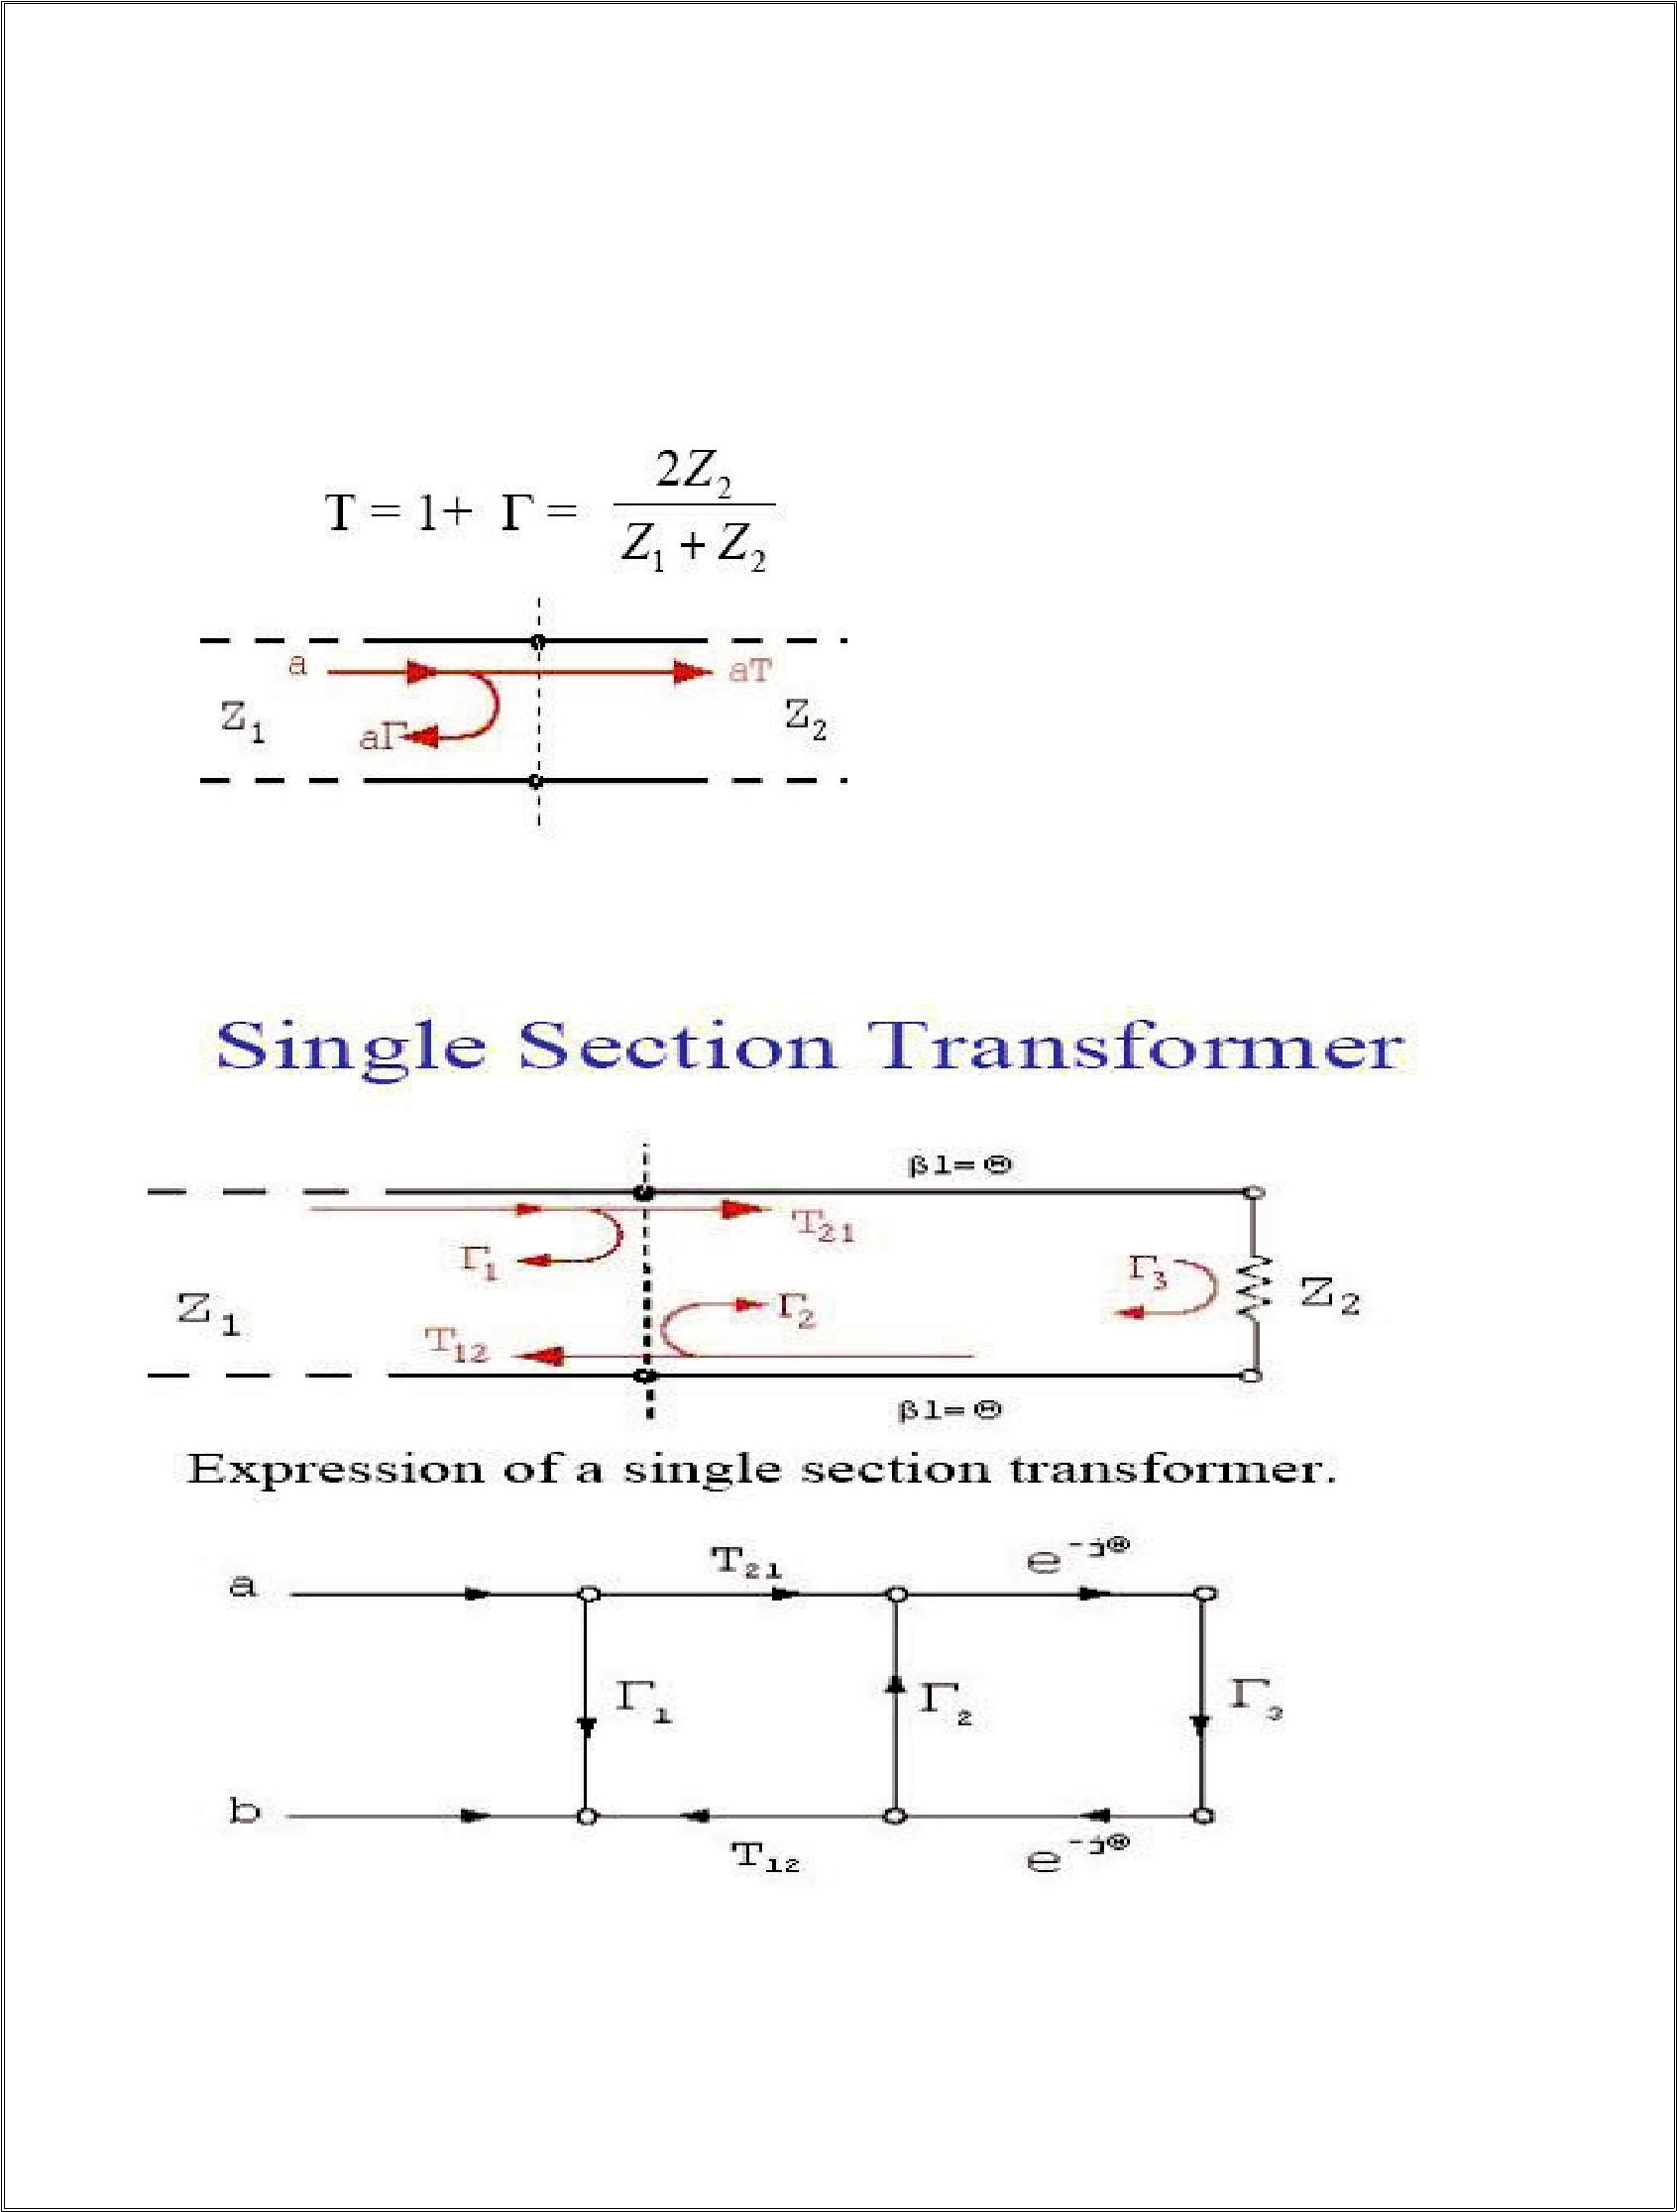 T = 1+ Γ = 2Z₂ / Z₁ + Z₂
a aT
Z₁ aΓ Z₂
Single Section Transformer
βl= Θ
T₂₁
Γ₁ Γ₃
Z₁ Γ₂ Z₂
T₁₂
βl= Θ
Expression of a single section transformer.
a T₂₁ e⁻ʲᶿ
Γ₁ Γ₂ Γ₃
b T₁₂ e⁻ʲᶿ